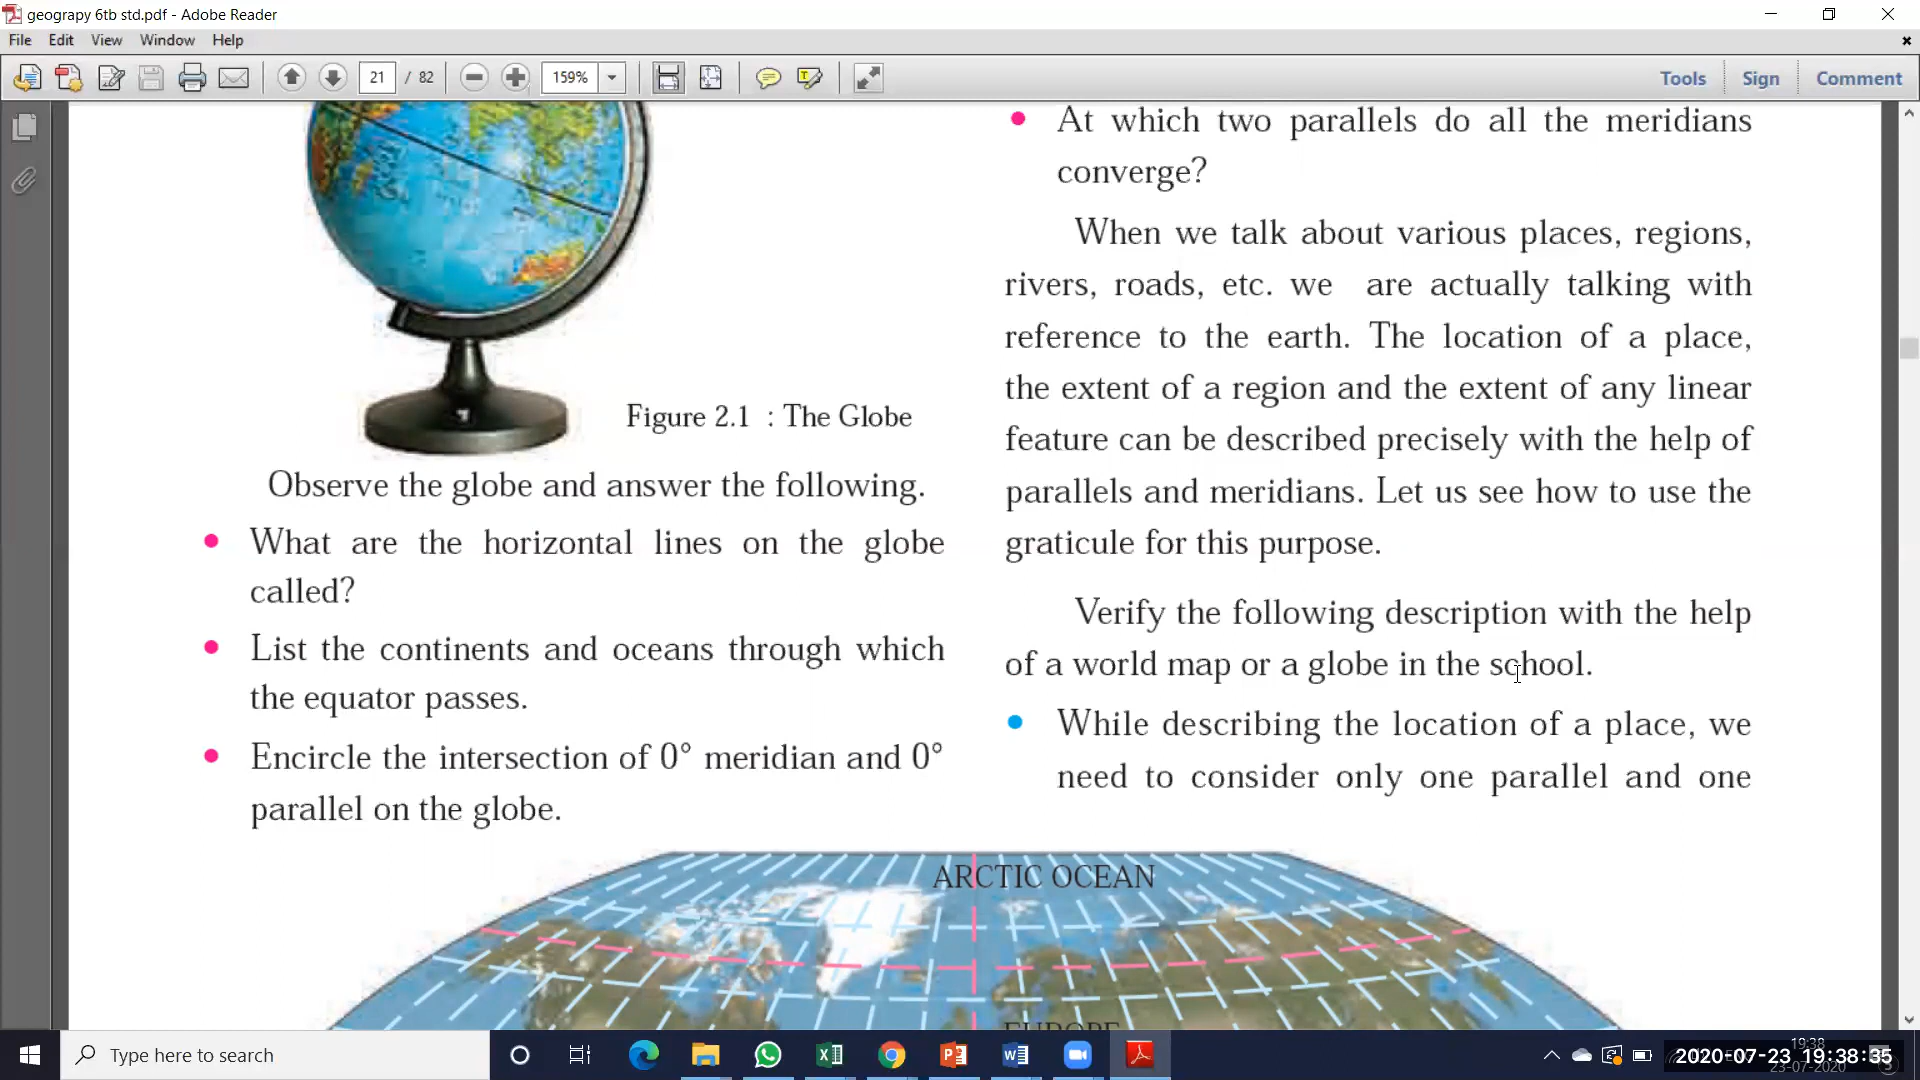 geograpy 6tb std.pdf - Adobe Reader
File Edit View Window Help
21 / 82
159%
Tools Sign Comment
Figure 2.1 : The Globe
Observe the globe and answer the following.
• What are the horizontal lines on the globe
called?
• List the continents and oceans through which
the equator passes.
• Encircle the intersection of 0° meridian and 0°
parallel on the globe.
• At which two parallels do all the meridians
converge?
When we talk about various places, regions,
rivers, roads, etc. we are actually talking with
reference to the earth. The location of a place,
the extent of a region and the extent of any linear
feature can be described precisely with the help of
parallels and meridians. Let us see how to use the
graticule for this purpose.
Verify the following description with the help
of a world map or a globe in the school.
• While describing the location of a place, we
need to consider only one parallel and one
ARCTIC OCEAN
EUROPE
Type here to search
19:38
2020-07-23 19:38:35
23-07-2020